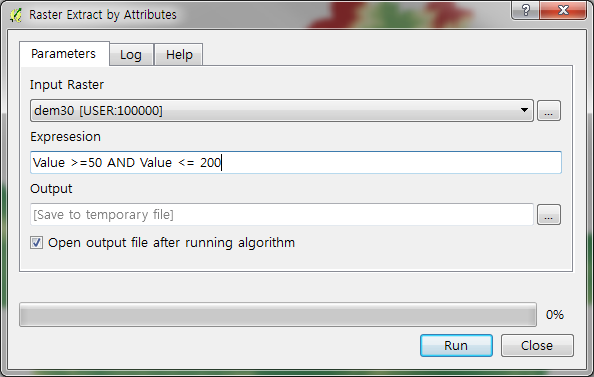 Raster Extract by Attributes
?
Parameters
Log
Help
Input Raster
dem30 [USER:100000]
...
Expresesion
Value >=50 AND Value <= 200
Output
[Save to temporary file]
...
Open output file after running algorithm
0%
Run
Close